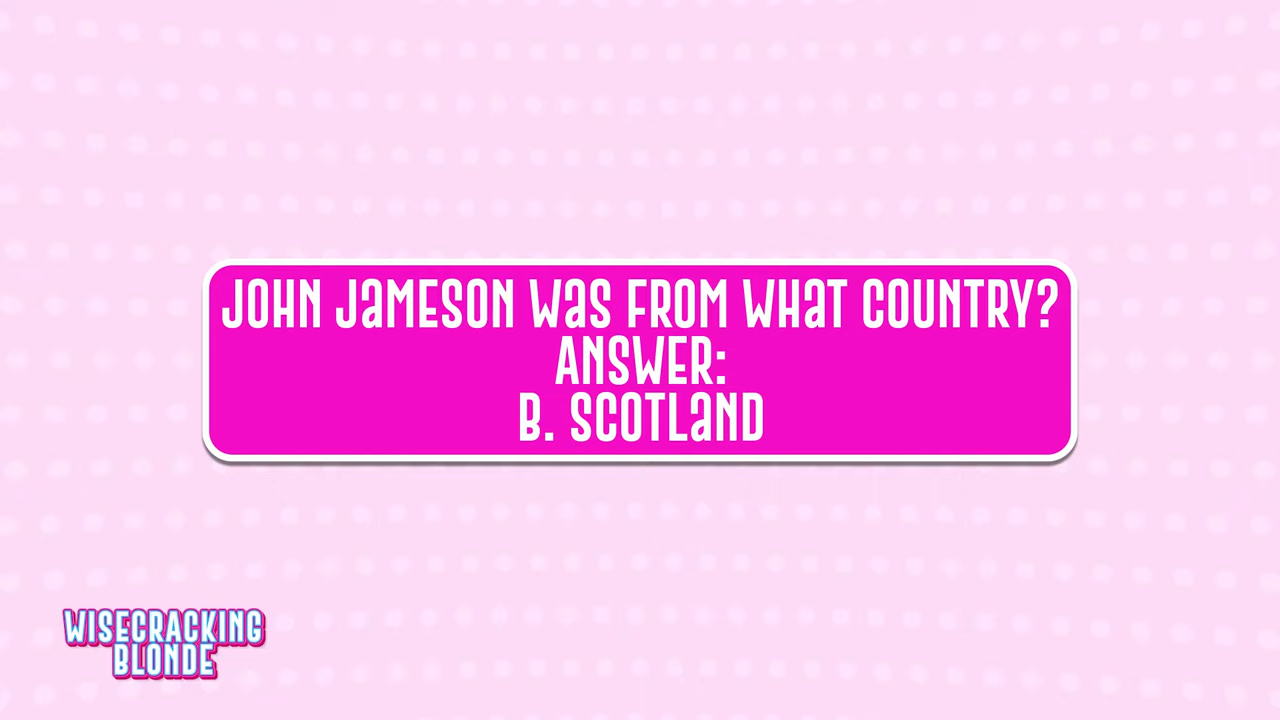 JOHN JAMESON WAS FROM WHAT COUNTRY?
ANSWER:
B. SCOTLAND
WISECRACKING
BLONDE